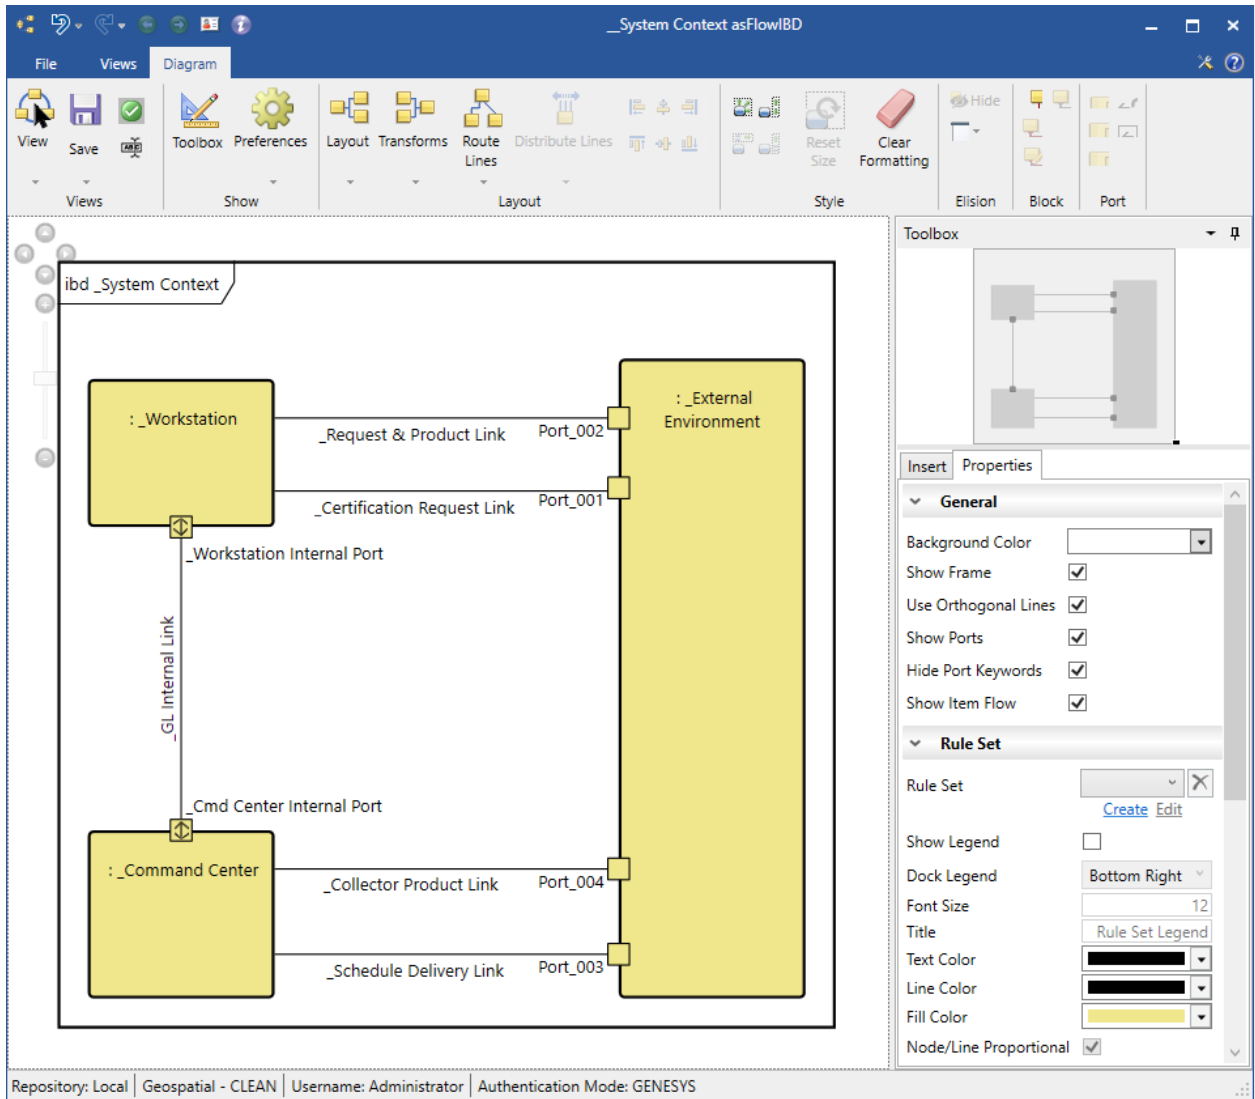 __System Context asFlowIBD
File Views Diagram
View Save Toolbox Preferences Layout Transforms Route Lines Distribute Lines Reset Size Clear Formatting Hide
Views Show Layout Style Elision Block Port
ibd _System Context
: _Workstation
: _External
Environment
_Request & Product Link
Port_002
_Certification Request Link
Port_001
_Workstation Internal Port
_GL Internal Link
_Cmd Center Internal Port
: _Command Center
_Collector Product Link
Port_004
_Schedule Delivery Link
Port_003
Toolbox
Insert Properties
General
Background Color
Show Frame
Use Orthogonal Lines
Show Ports
Hide Port Keywords
Show Item Flow
Rule Set
Rule Set
Create Edit
Show Legend
Dock Legend Bottom Right
Font Size 12
Title Rule Set Legend
Text Color
Line Color
Fill Color
Node/Line Proportional
Repository: Local Geospatial - CLEAN Username: Administrator Authentication Mode: GENESYS